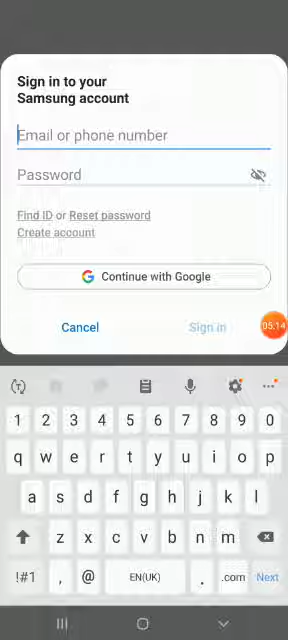 Sign in to your
Samsung account
Email or phone number
Password
Find ID or Reset password
Create account
G Continue with Google
Cancel Sign in 05:14
1 2 3 4 5 6 7 8 9 0
q w e r t y u i o p
a s d f g h j k l
z x c v b n m
!#1 , @ EN(UK) . .com Next